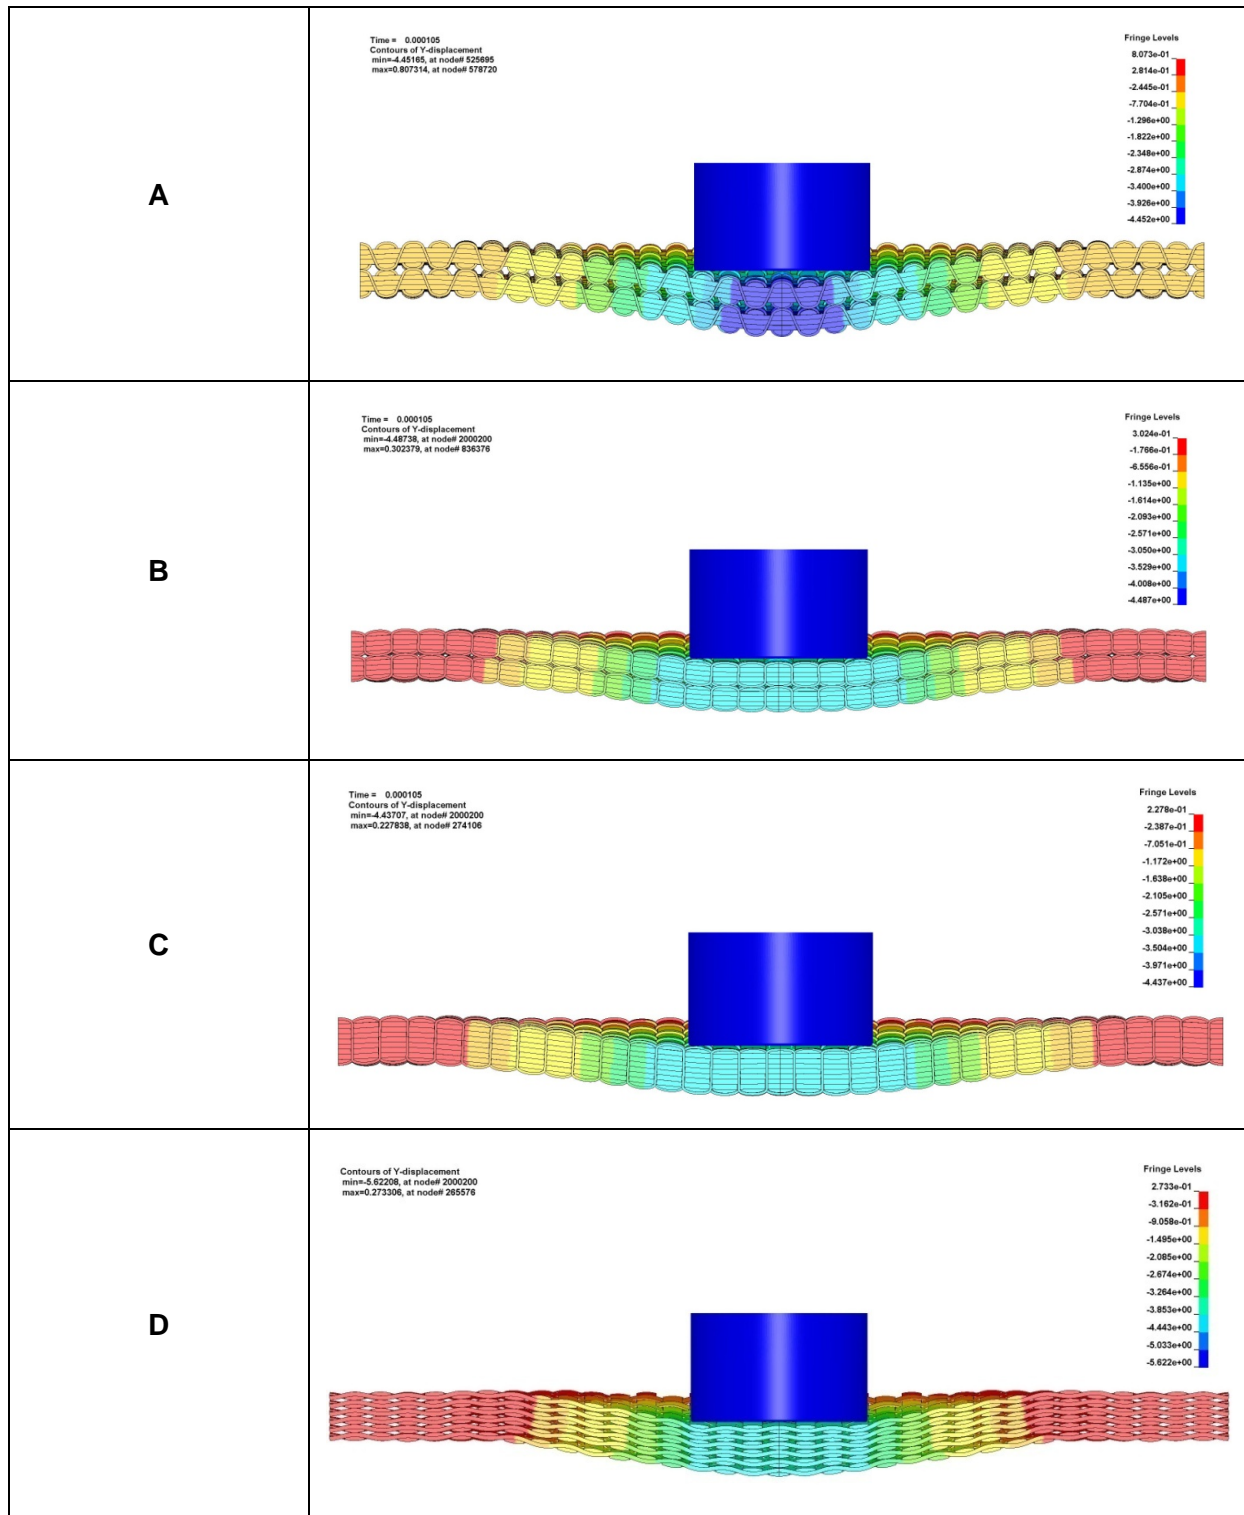 A
Time = 0.000105
Contours of Y-displacement
min=-4.45165, at node# 525695
max=0.807314, at node# 578720
Fringe Levels
8.073e-01
2.814e-01
-2.445e-01
-7.704e-01
-1.296e+00
-1.822e+00
-2.348e+00
-2.874e+00
-3.400e+00
-3.926e+00
-4.452e+00
B
Time = 0.000105
Contours of Y-displacement
min=-4.48738, at node# 2000200
max=0.302379, at node# 836376
Fringe Levels
3.024e-01
-1.766e-01
-6.556e-01
-1.135e+00
-1.614e+00
-2.093e+00
-2.571e+00
-3.050e+00
-3.529e+00
-4.008e+00
-4.487e+00
C
Time = 0.000105
Contours of Y-displacement
min=-4.43707, at node# 2000200
max=0.227838, at node# 274106
Fringe Levels
2.278e-01
-2.387e-01
-7.051e-01
-1.172e+00
-1.638e+00
-2.105e+00
-2.571e+00
-3.038e+00
-3.504e+00
-3.971e+00
-4.437e+00
D
Contours of Y-displacement
min=-5.62208, at node# 2000200
max=0.273306, at node# 265576
Fringe Levels
2.733e-01
-3.162e-01
-9.058e-01
-1.495e+00
-2.085e+00
-2.674e+00
-3.264e+00
-3.853e+00
-4.443e+00
-5.033e+00
-5.622e+00